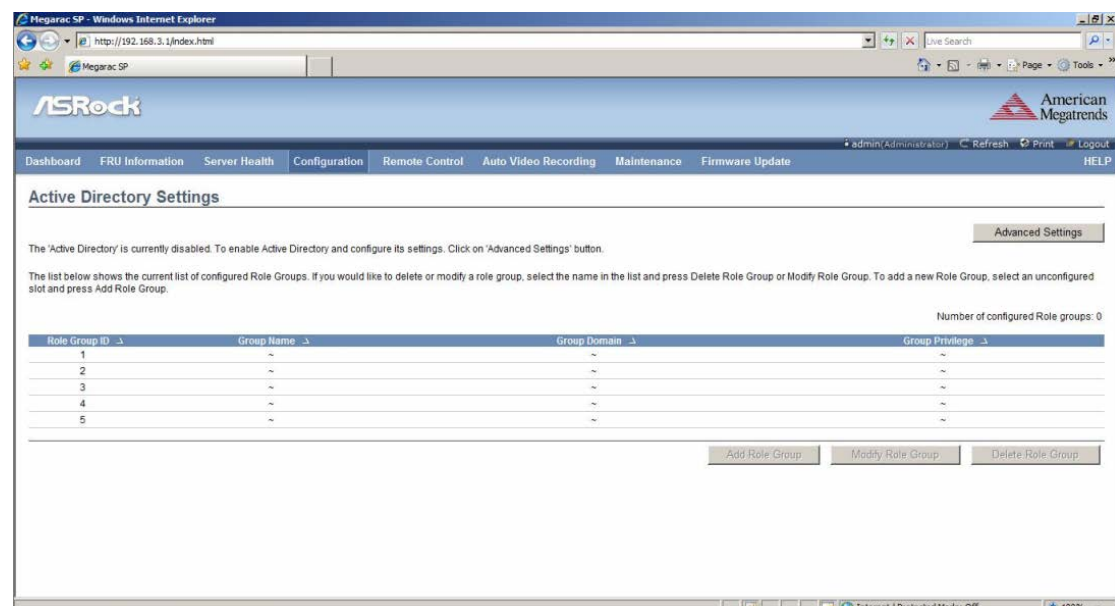 Megarac SP - Windows Internet Explorer
http://192.168.3.1/index.html
Live Search
Megarac SP
Page
Tools
ASRock
American
Megatrends
admin(Administrator) Refresh Print Logout
Dashboard FRU Information Server Health Configuration Remote Control Auto Video Recording Maintenance Firmware Update HELP
Active Directory Settings
Advanced Settings
The 'Active Directory' is currently disabled. To enable Active Directory and configure its settings. Click on 'Advanced Settings' button.
The list below shows the current list of configured Role Groups. If you would like to delete or modify a role group, select the name in the list and press Delete Role Group or Modify Role Group. To add a new Role Group, select an unconfigured
slot and press Add Role Group.
Number of configured Role groups: 0
Role Group ID Group Name Group Domain Group Privilege
1 ~ ~ ~
2 ~ ~ ~
3 ~ ~ ~
4 ~ ~ ~
5 ~ ~ ~
Add Role Group Modify Role Group Delete Role Group